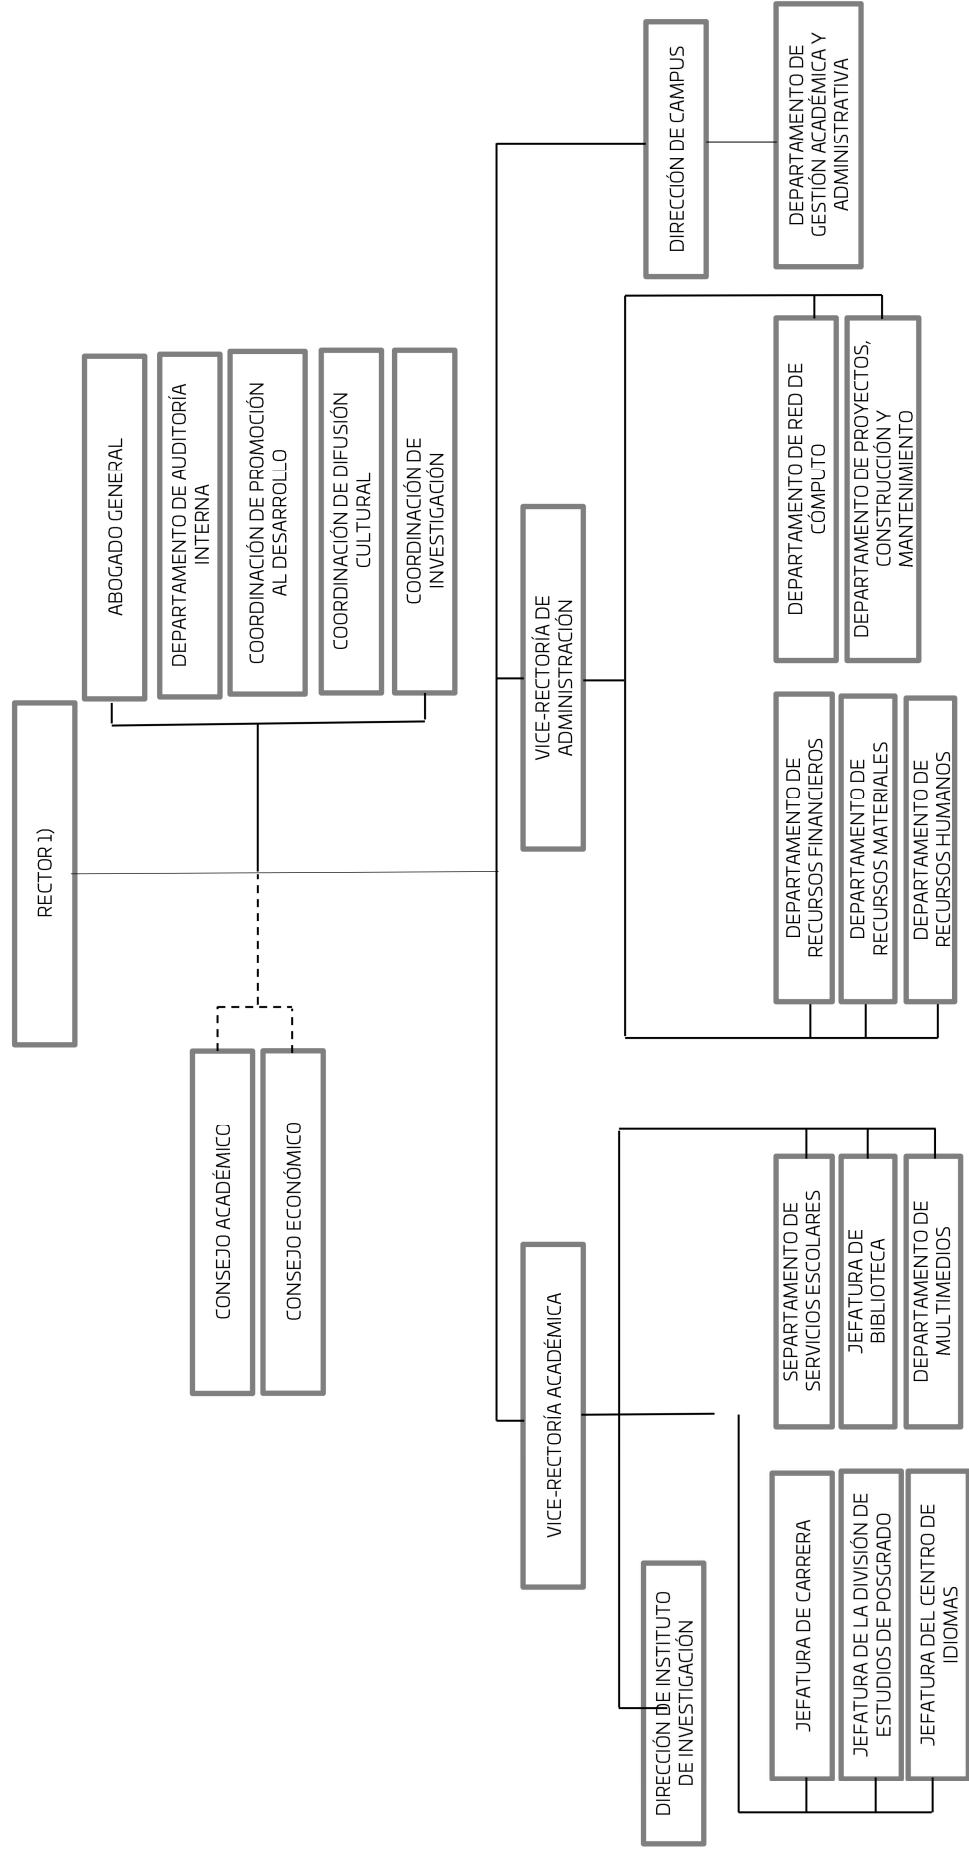 RECTOR 1)
ABOGADO GENERAL
DEPARTAMENTO DE AUDITORÍA
INTERNA
COORDINACIÓN DE PROMOCIÓN
AL DESARROLLO
COORDINACIÓN DE DIFUSIÓN
CULTURAL
COORDINACIÓN DE
INVESTIGACIÓN
CONSEJO ACADÉMICO
CONSEJO ECONÓMICO
VICE-RECTORÍA ACADÉMICA
VICE-RECTORÍA DE
ADMINISTRACIÓN
DIRECCIÓN DE CAMPUS
DIRECCIÓN DE INSTITUTO
DE INVESTIGACIÓN
JEFATURA DE CARRERA
JEFATURA DE LA DIVISIÓN DE
ESTUDIOS DE POSGRADO
JEFATURA DEL CENTRO DE
IDIOMAS
SEPARTAMENTO DE
SERVICIOS ESCOLARES
JEFATURA DE
BIBLIOTECA
DEPARTAMENTO DE
MULTIMEDIOS
DEPARTAMENTO DE
RECURSOS FINANCIEROS
DEPARTAMENTO DE
RECURSOS MATERIALES
DEPARTAMENTO DE
RECURSOS HUMANOS
DEPARTAMENTO DE RED DE
CÓMPUTO
DEPARTAMENTO DE PROYECTOS,
CONSTRUCCIÓN Y
MANTENIMIENTO
DEPARTAMENTO DE
GESTIÓN ACADÉMICA Y
ADMINISTRATIVA